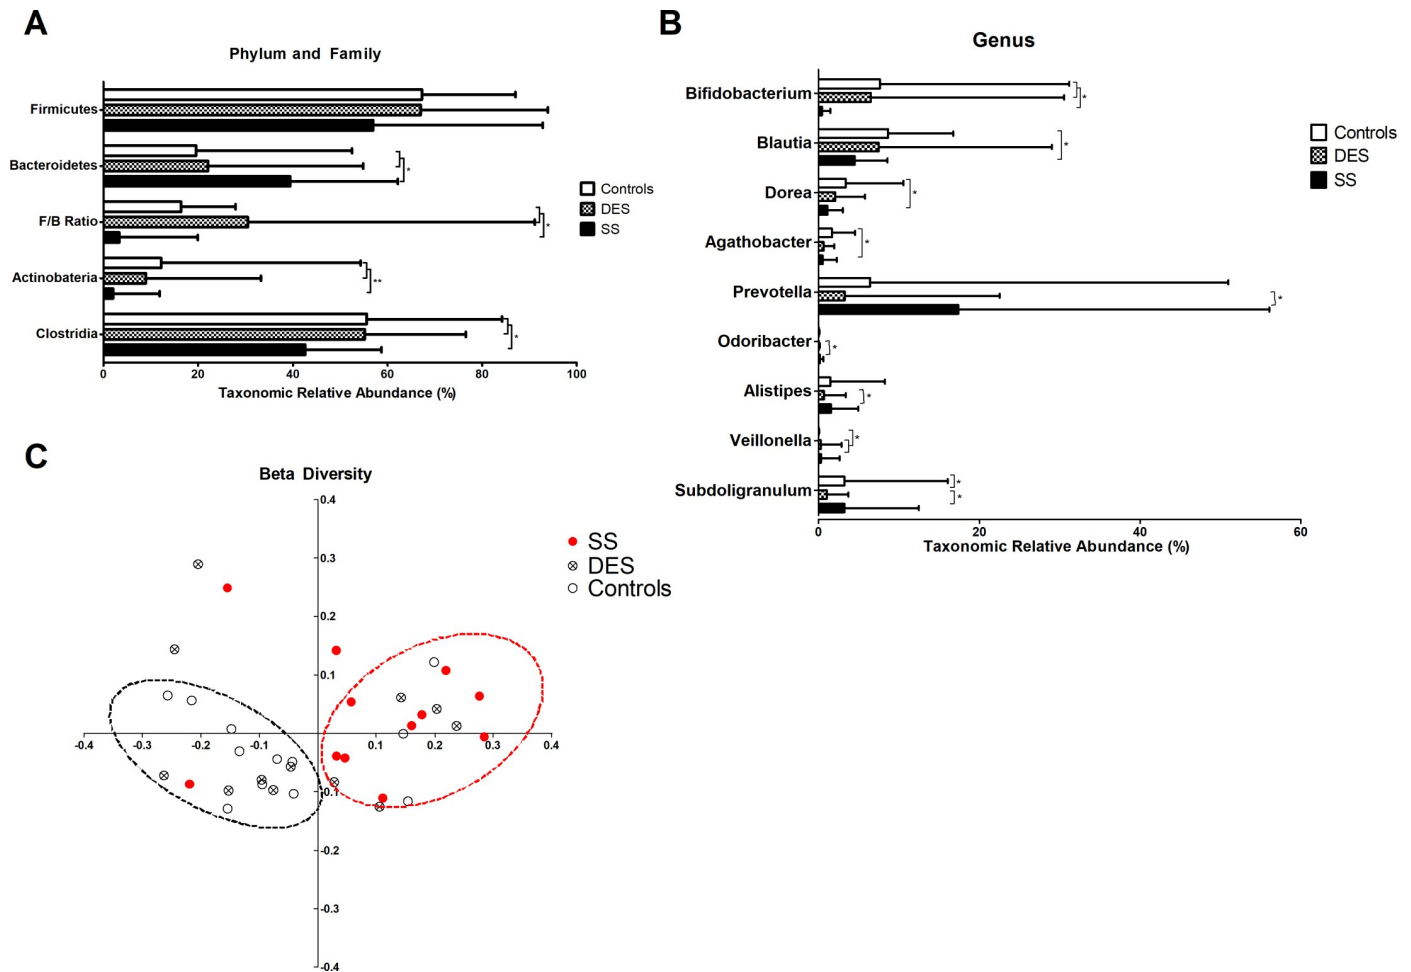 A
Phylum and Family
Firmicutes
Bacteroidetes
F/B Ratio
Actinobateria
Clostridia
*
*
**
*
0 20 40 60 80 100
Taxonomic Relative Abundance (%)
Controls
DES
SS
B
Genus
Bifidobacterium
Blautia
Dorea
Agathobacter
Prevotella
Odoribacter
Alistipes
Veillonella
Subdoligranulum
*
*
*
*
*
*
*
*
*
*
0 20 40 60
Taxonomic Relative Abundance (%)
Controls
DES
SS
C
Beta Diversity
0.4
0.3
0.2
0.1
-0.4 -0.3 -0.2 -0.1 0.1 0.2 0.3 0.4
-0.1
-0.2
-0.3
-0.4
SS
DES
Controls